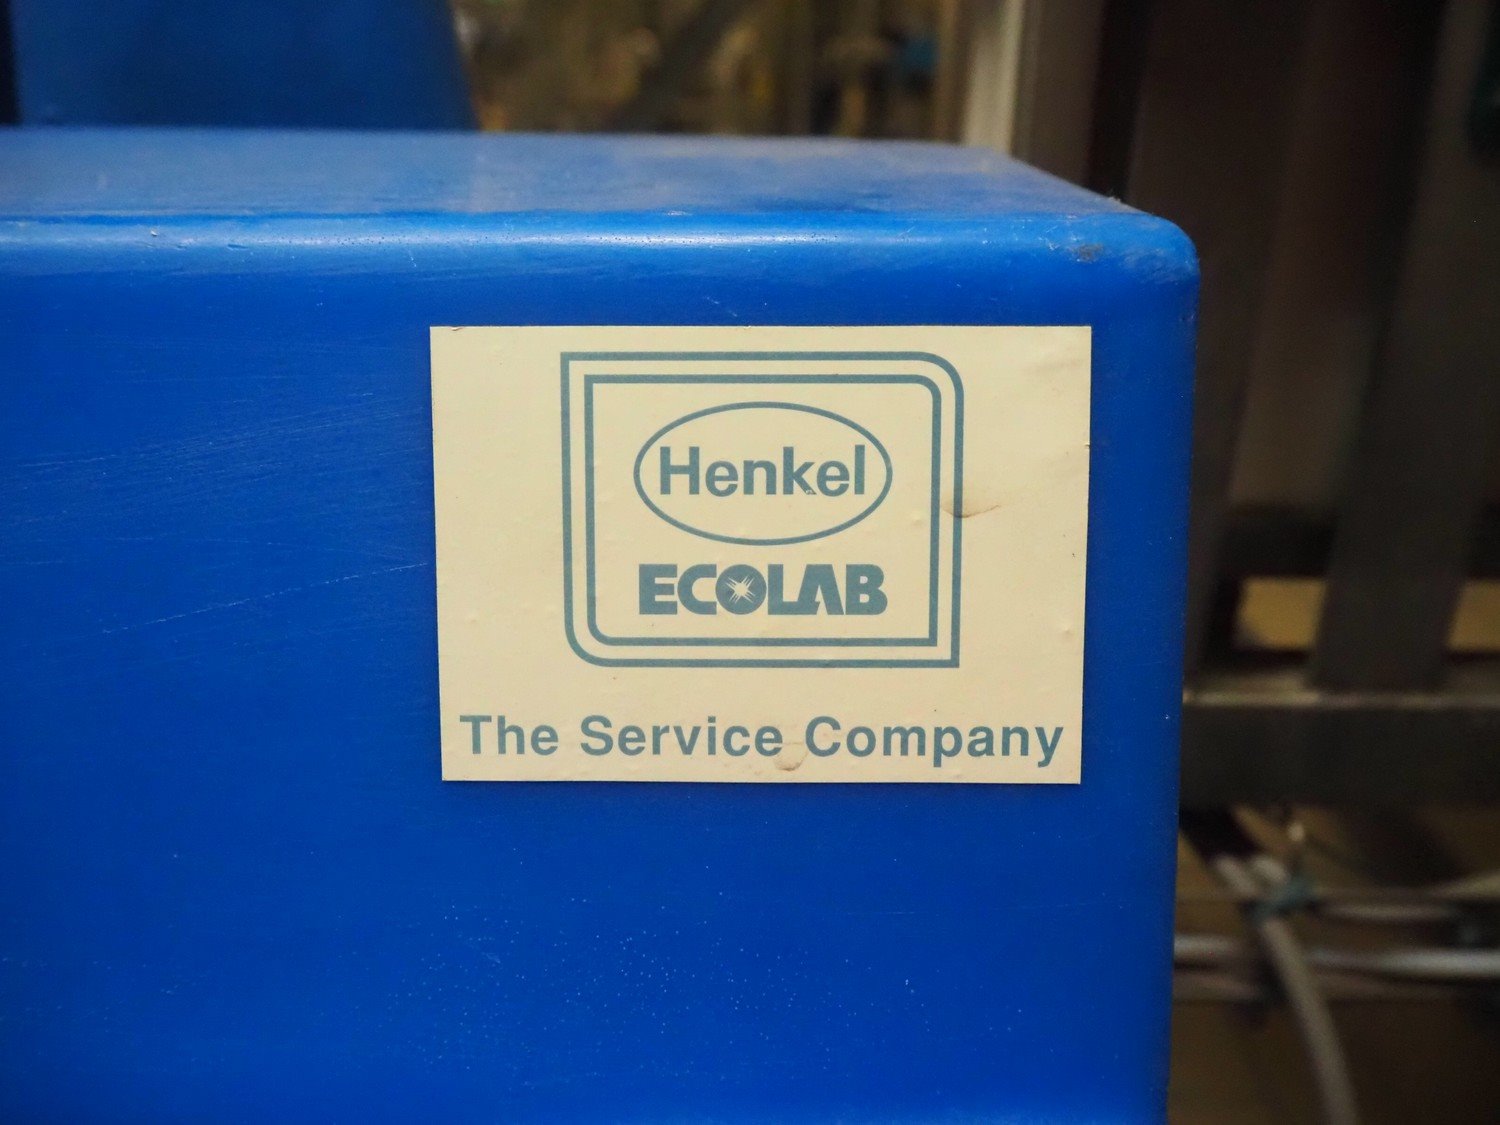 Henkel
ECOLAB
The Service Company